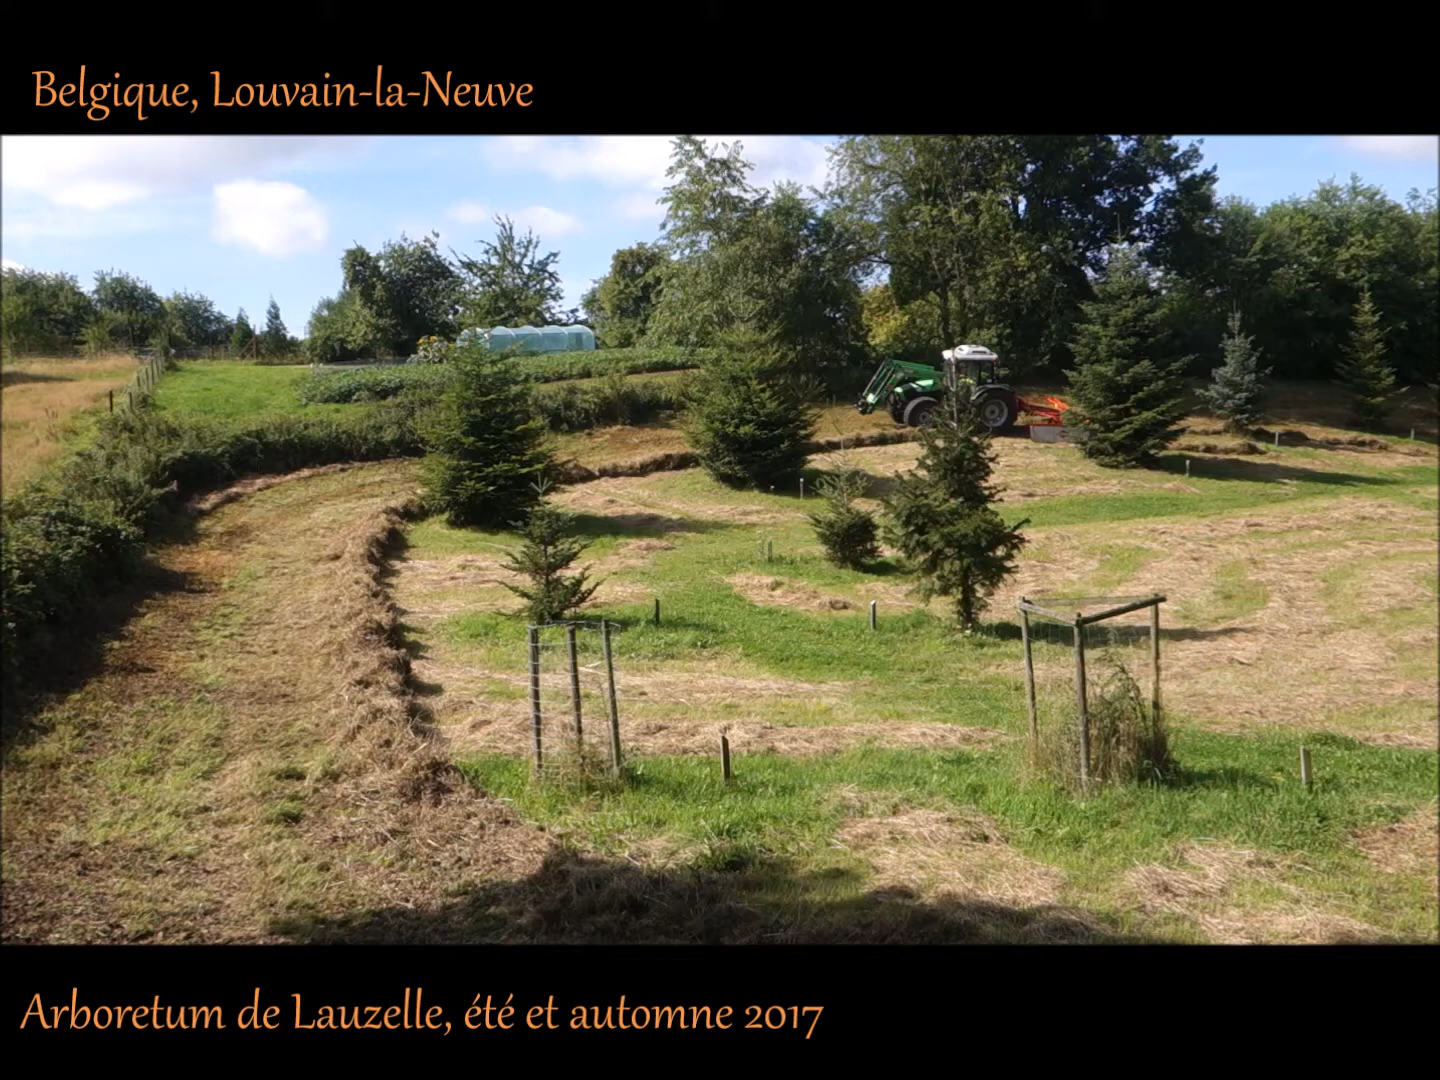 Belgique, Louvain-la-Neuve
Arboretum de Lauzelle, été et automne 2017